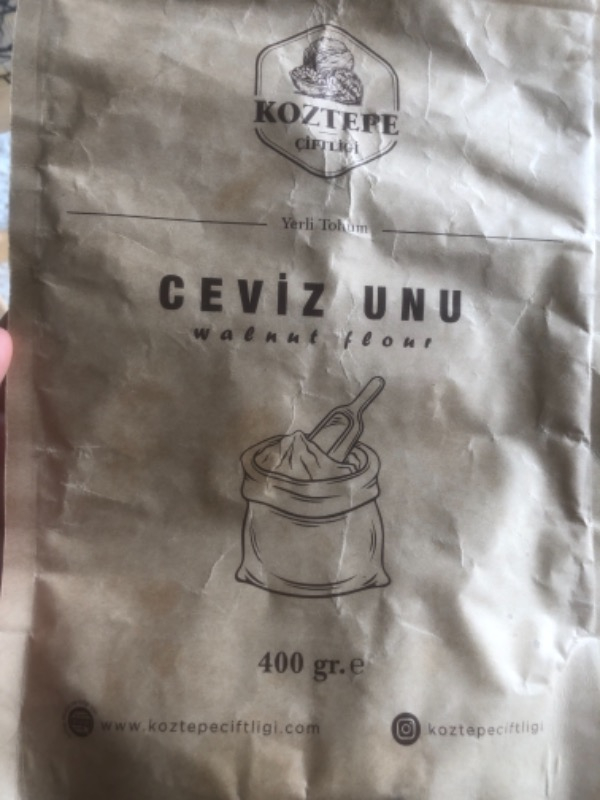 KOZTEPE
ÇİFTLİĞİ
Yerli Tohum
CEVİZ UNU
walnut flour
400 gr.e
www.koztepeciftligi.com
koztepeciftligi